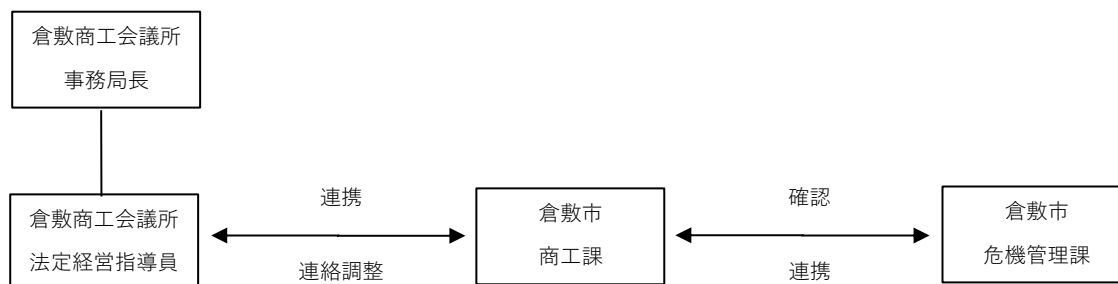 倉敷商工会議所
事務局長
倉敷商工会議所
法定経営指導員
連携
連絡調整
倉敷市
商工課
確認
連携
倉敷市
危機管理課